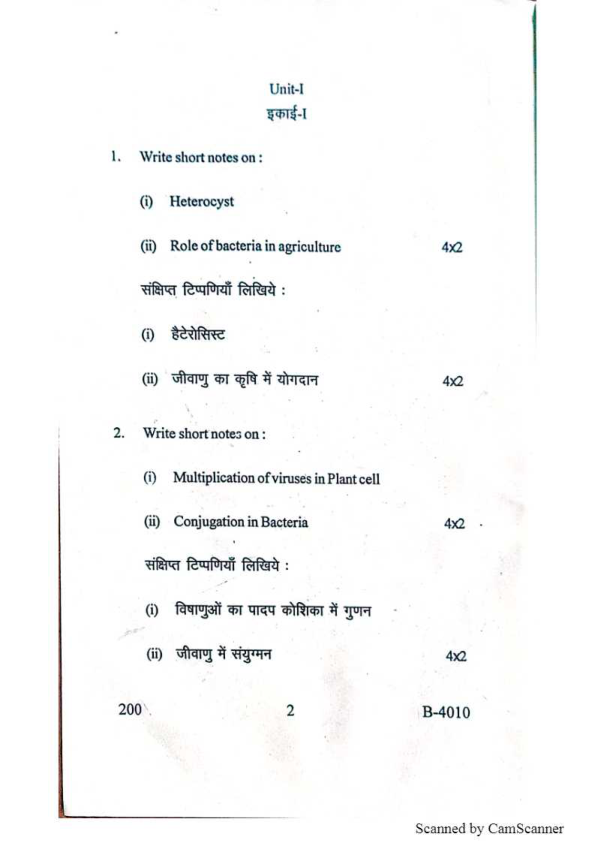 Unit-I
इकाई-I
1. Write short notes on :
(i) Heterocyst
(ii) Role of bacteria in agriculture 4x2
संक्षिप्त टिप्पणियाँ लिखिये :
(i) हैटेरोसिस्ट
(ii) जीवाणु का कृषि में योगदान 4x2
2. Write short notes on :
(i) Multiplication of viruses in Plant cell
(ii) Conjugation in Bacteria 4x2
संक्षिप्त टिप्पणियाँ लिखिये :
(i) विषाणुओं का पादप कोशिका में गुणन
(ii) जीवाणु में संयुग्मन 4x2
200 2 B-4010
Scanned by CamScanner